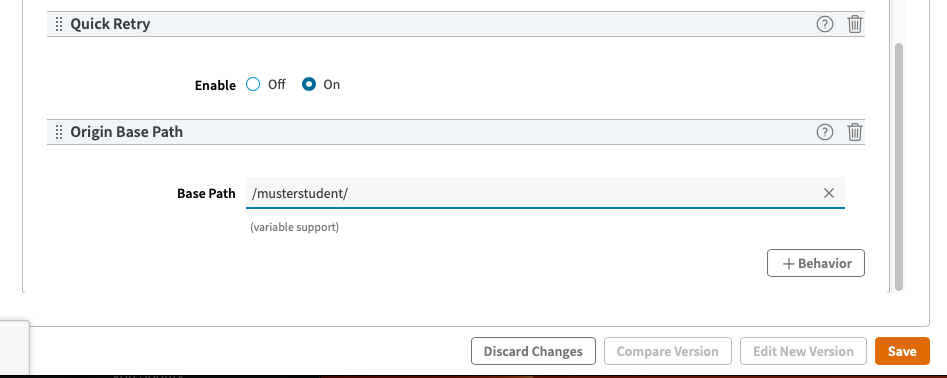 Quick Retry
Enable Off On
Origin Base Path
Base Path /musterstudent/
(variable support)
+ Behavior
Discard Changes Compare Version Edit New Version Save